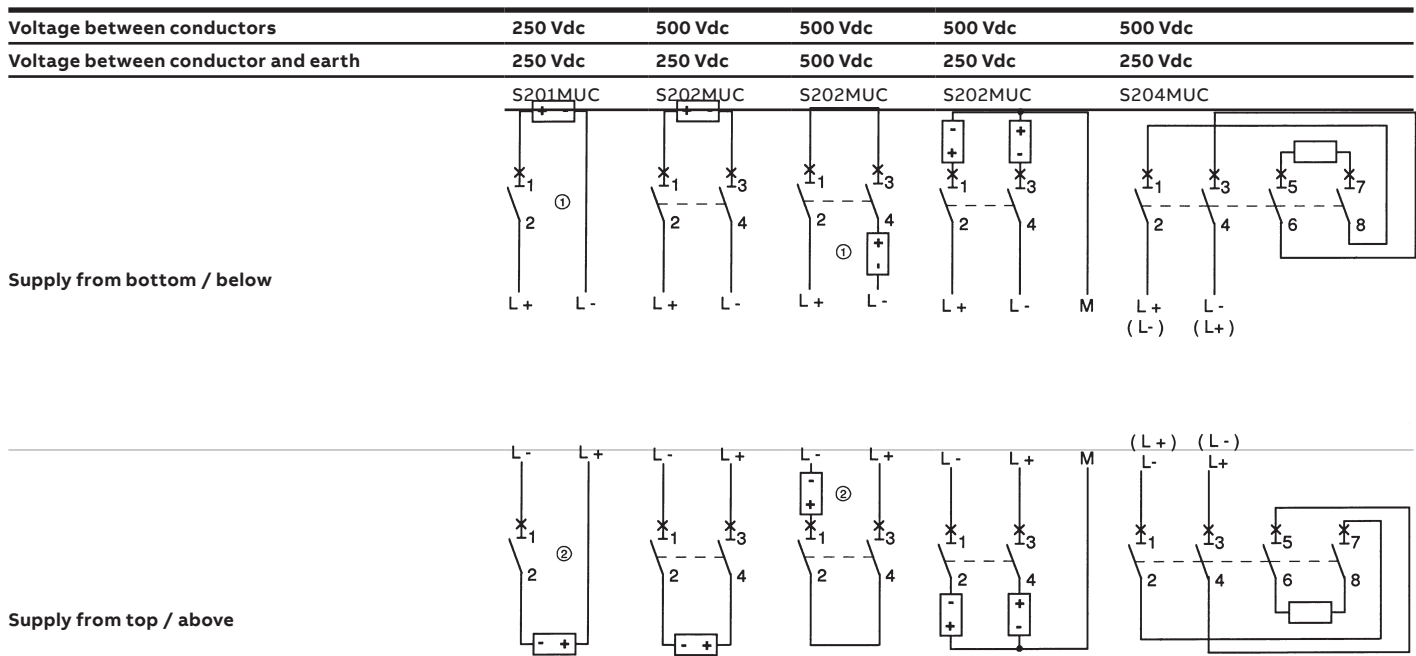 Voltage between conductors 250 Vdc 500 Vdc 500 Vdc 500 Vdc 500 Vdc
Voltage between conductor and earth 250 Vdc 250 Vdc 500 Vdc 250 Vdc 250 Vdc
S201MUC S202MUC S202MUC S202MUC S204MUC
+ - + - - +
+ -
1 ① 1 3 1 3 1 3 1 3 5 7
2 2 4 2 4 2 4 2 4 6 8
① +
-
Supply from bottom / below
L + L - L + L - L + L - L + L - M L + L -
( L- ) ( L+ )
( L + ) ( L - )
L - L + L - L + L - L + L - L + M L- L+
- ②
+
1 1 3 1 3 1 3 1 3 5 7
②
2 2 4 2 4 2 4 2 4 6 8
- +
+ -
Supply from top / above
- + - +